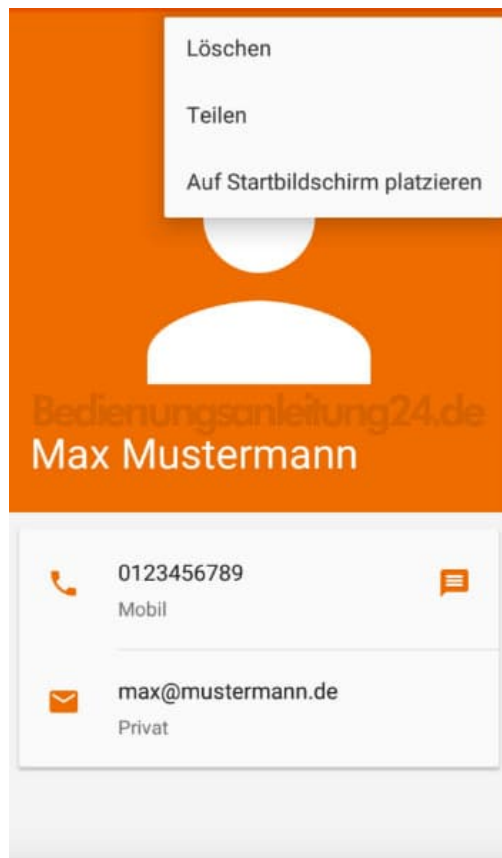 Löschen
Teilen
Auf Startbildschirm platzieren
Bedienungsanleitung24.de
Max Mustermann
0123456789
Mobil
max@mustermann.de
Privat